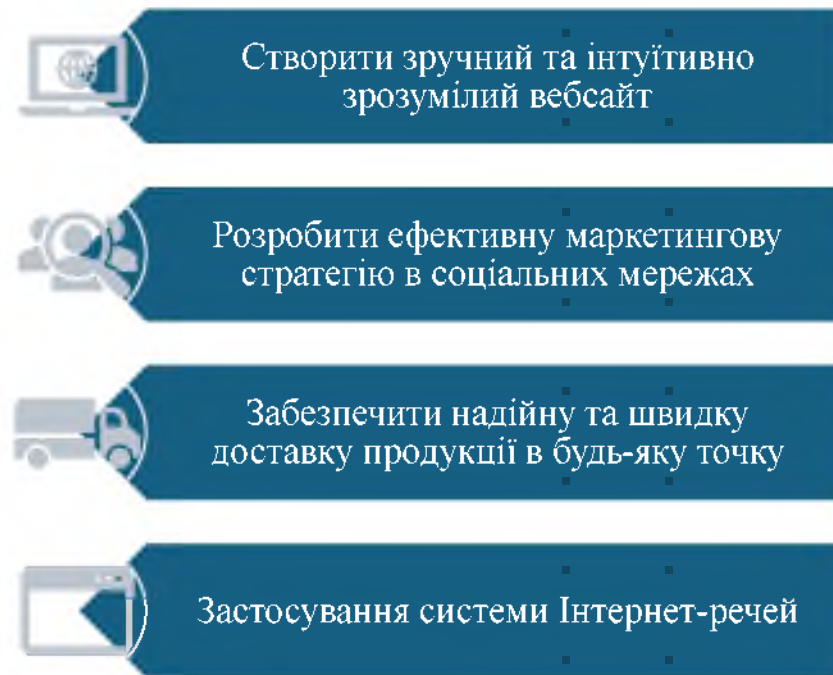 Створити зручний та інтуїтивно
зрозумілий вебсайт
Розробити ефективну маркетингову
стратегію в соціальних мережах
Забезпечити надійну та швидку
доставку продукції в будь-яку точку
Застосування системи Інтернет-речей